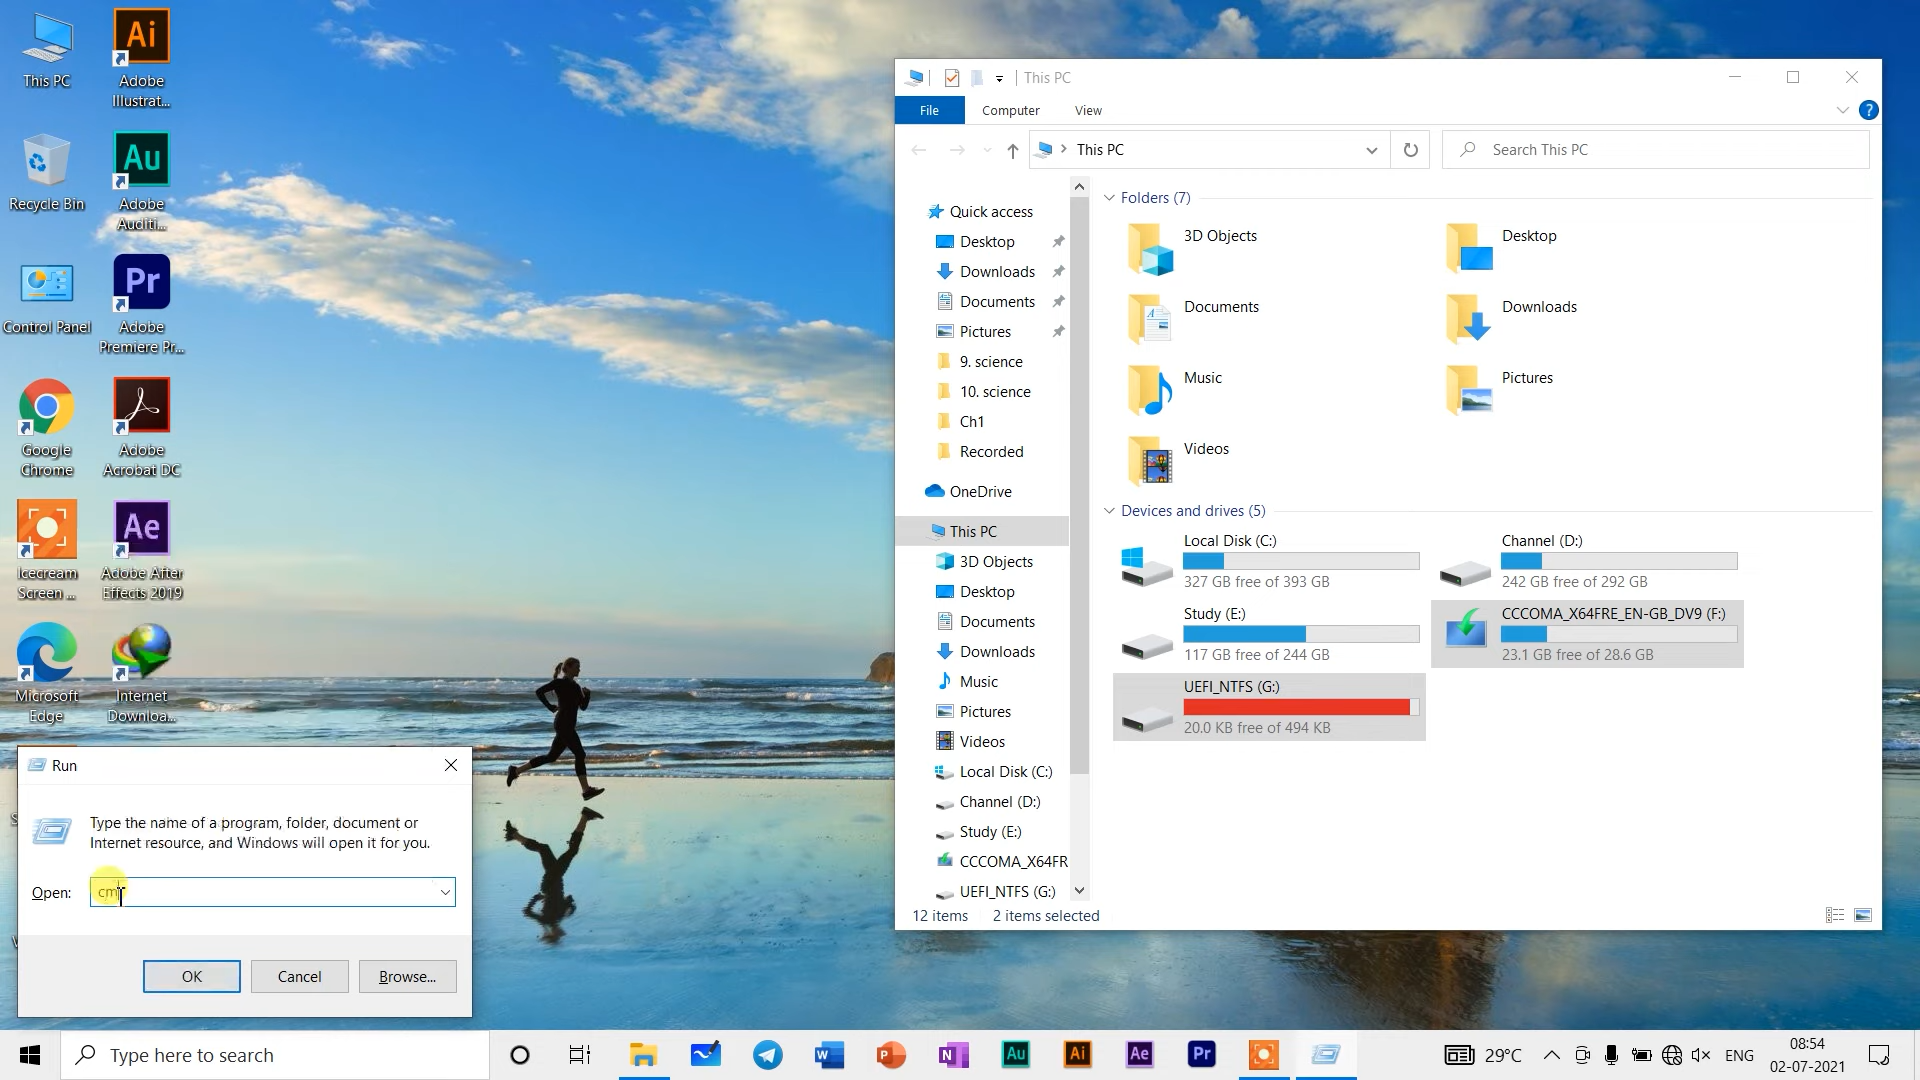 This PC
Adobe
Illustrat...
Recycle Bin
Adobe
Auditi...
Control Panel
Adobe
Premiere Pr...
Google
Chrome
Adobe
Acrobat DC
Icecream
Screen ...
Adobe After
Effects 2019
Microsoft
Edge
Internet
Downloa...
Ai
Au
Pr
Ae
This PC
File
Computer
View
?
This PC
Search This PC
Quick access
Desktop
Downloads
Documents
Pictures
9. science
10. science
Ch1
Recorded
OneDrive
This PC
3D Objects
Desktop
Documents
Downloads
Music
Pictures
Videos
Local Disk (C:)
Channel (D:)
Study (E:)
CCCOMA_X64FR
UEFI_NTFS (G:)
Folders (7)
3D Objects
Desktop
Documents
Downloads
Music
Pictures
Videos
Devices and drives (5)
Local Disk (C:)
327 GB free of 393 GB
Channel (D:)
242 GB free of 292 GB
Study (E:)
117 GB free of 244 GB
CCCOMA_X64FRE_EN-GB_DV9 (F:)
23.1 GB free of 28.6 GB
UEFI_NTFS (G:)
20.0 KB free of 494 KB
12 items
2 items selected
Run
Type the name of a program, folder, document or
Internet resource, and Windows will open it for you.
Open:
OK
Cancel
Browse...
Type here to search
Au
Ai
Ae
Pr
29°C
ENG
08:54
02-07-2021